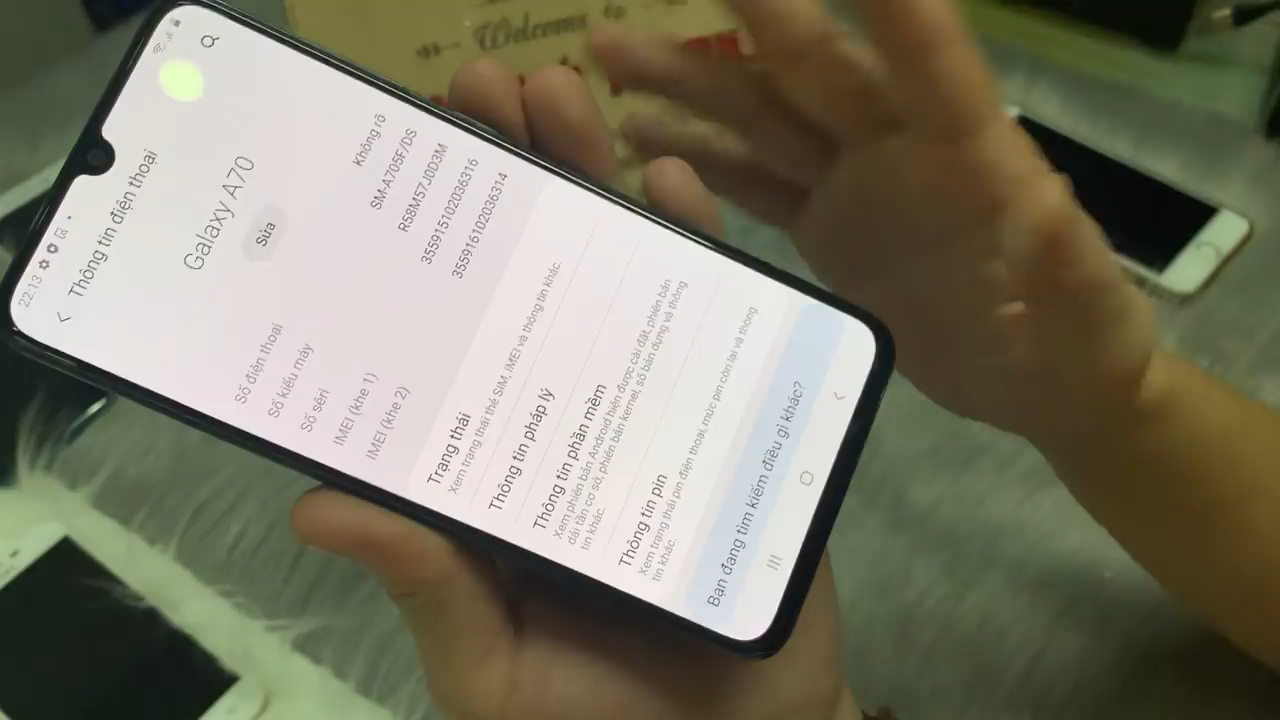 Welcome to
22:13
Thông tin điện thoại
Galaxy A70
Sửa
Số điện thoại Không rõ
Số kiểu máy SM-A705F/DS
Số sêri R58M57J0D3M
IMEI (khe 1) 355915102036316
IMEI (khe 2) 355916102036314
Trạng thái
Xem trạng thái thẻ SIM, IMEI và thông tin khác.
Thông tin pháp lý
Thông tin phần mềm
Xem phiên bản Android hiện được cài đặt, phiên bản
dải tần cơ sở, phiên bản kernel, số bản dựng và thông
tin khác.
Thông tin pin
Xem trạng thái pin điện thoại, mức pin còn lại và thông
tin khác.
Bạn đang tìm kiếm điều gì khác?